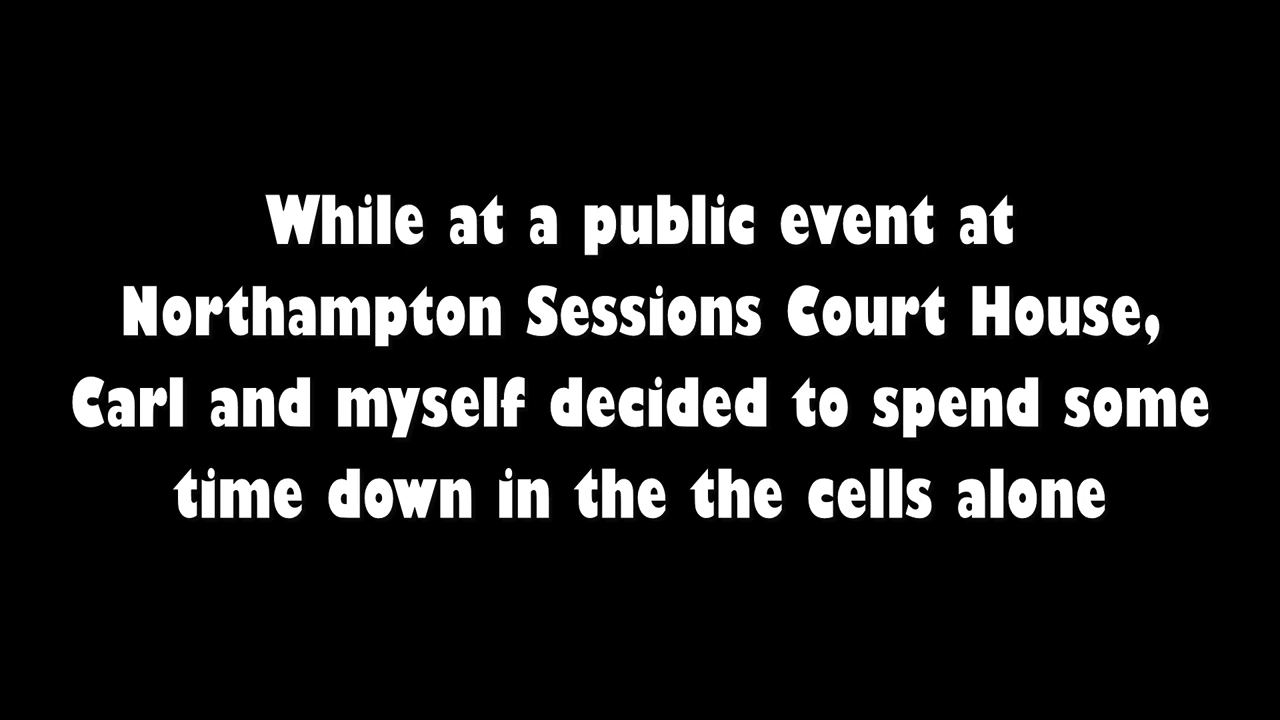 While at a public event at
Northampton Sessions Court House,
Carl and myself decided to spend some
time down in the the cells alone